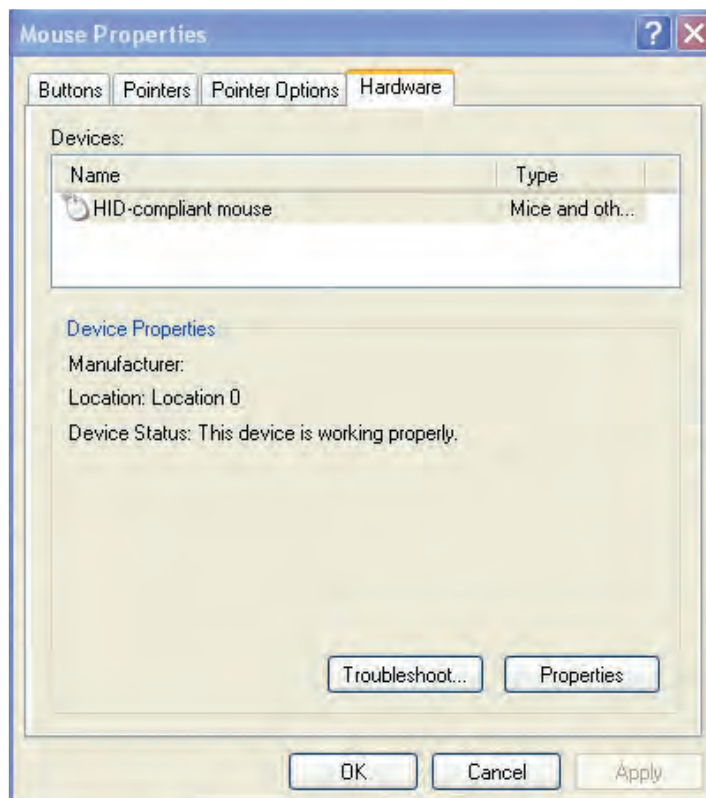 Mouse Properties
Buttons Pointers Pointer Options Hardware
Devices:
Name Type
HID-compliant mouse Mice and oth...
Device Properties
Manufacturer:
Location: Location 0
Device Status: This device is working properly.
Troubleshoot... Properties
OK Cancel Apply